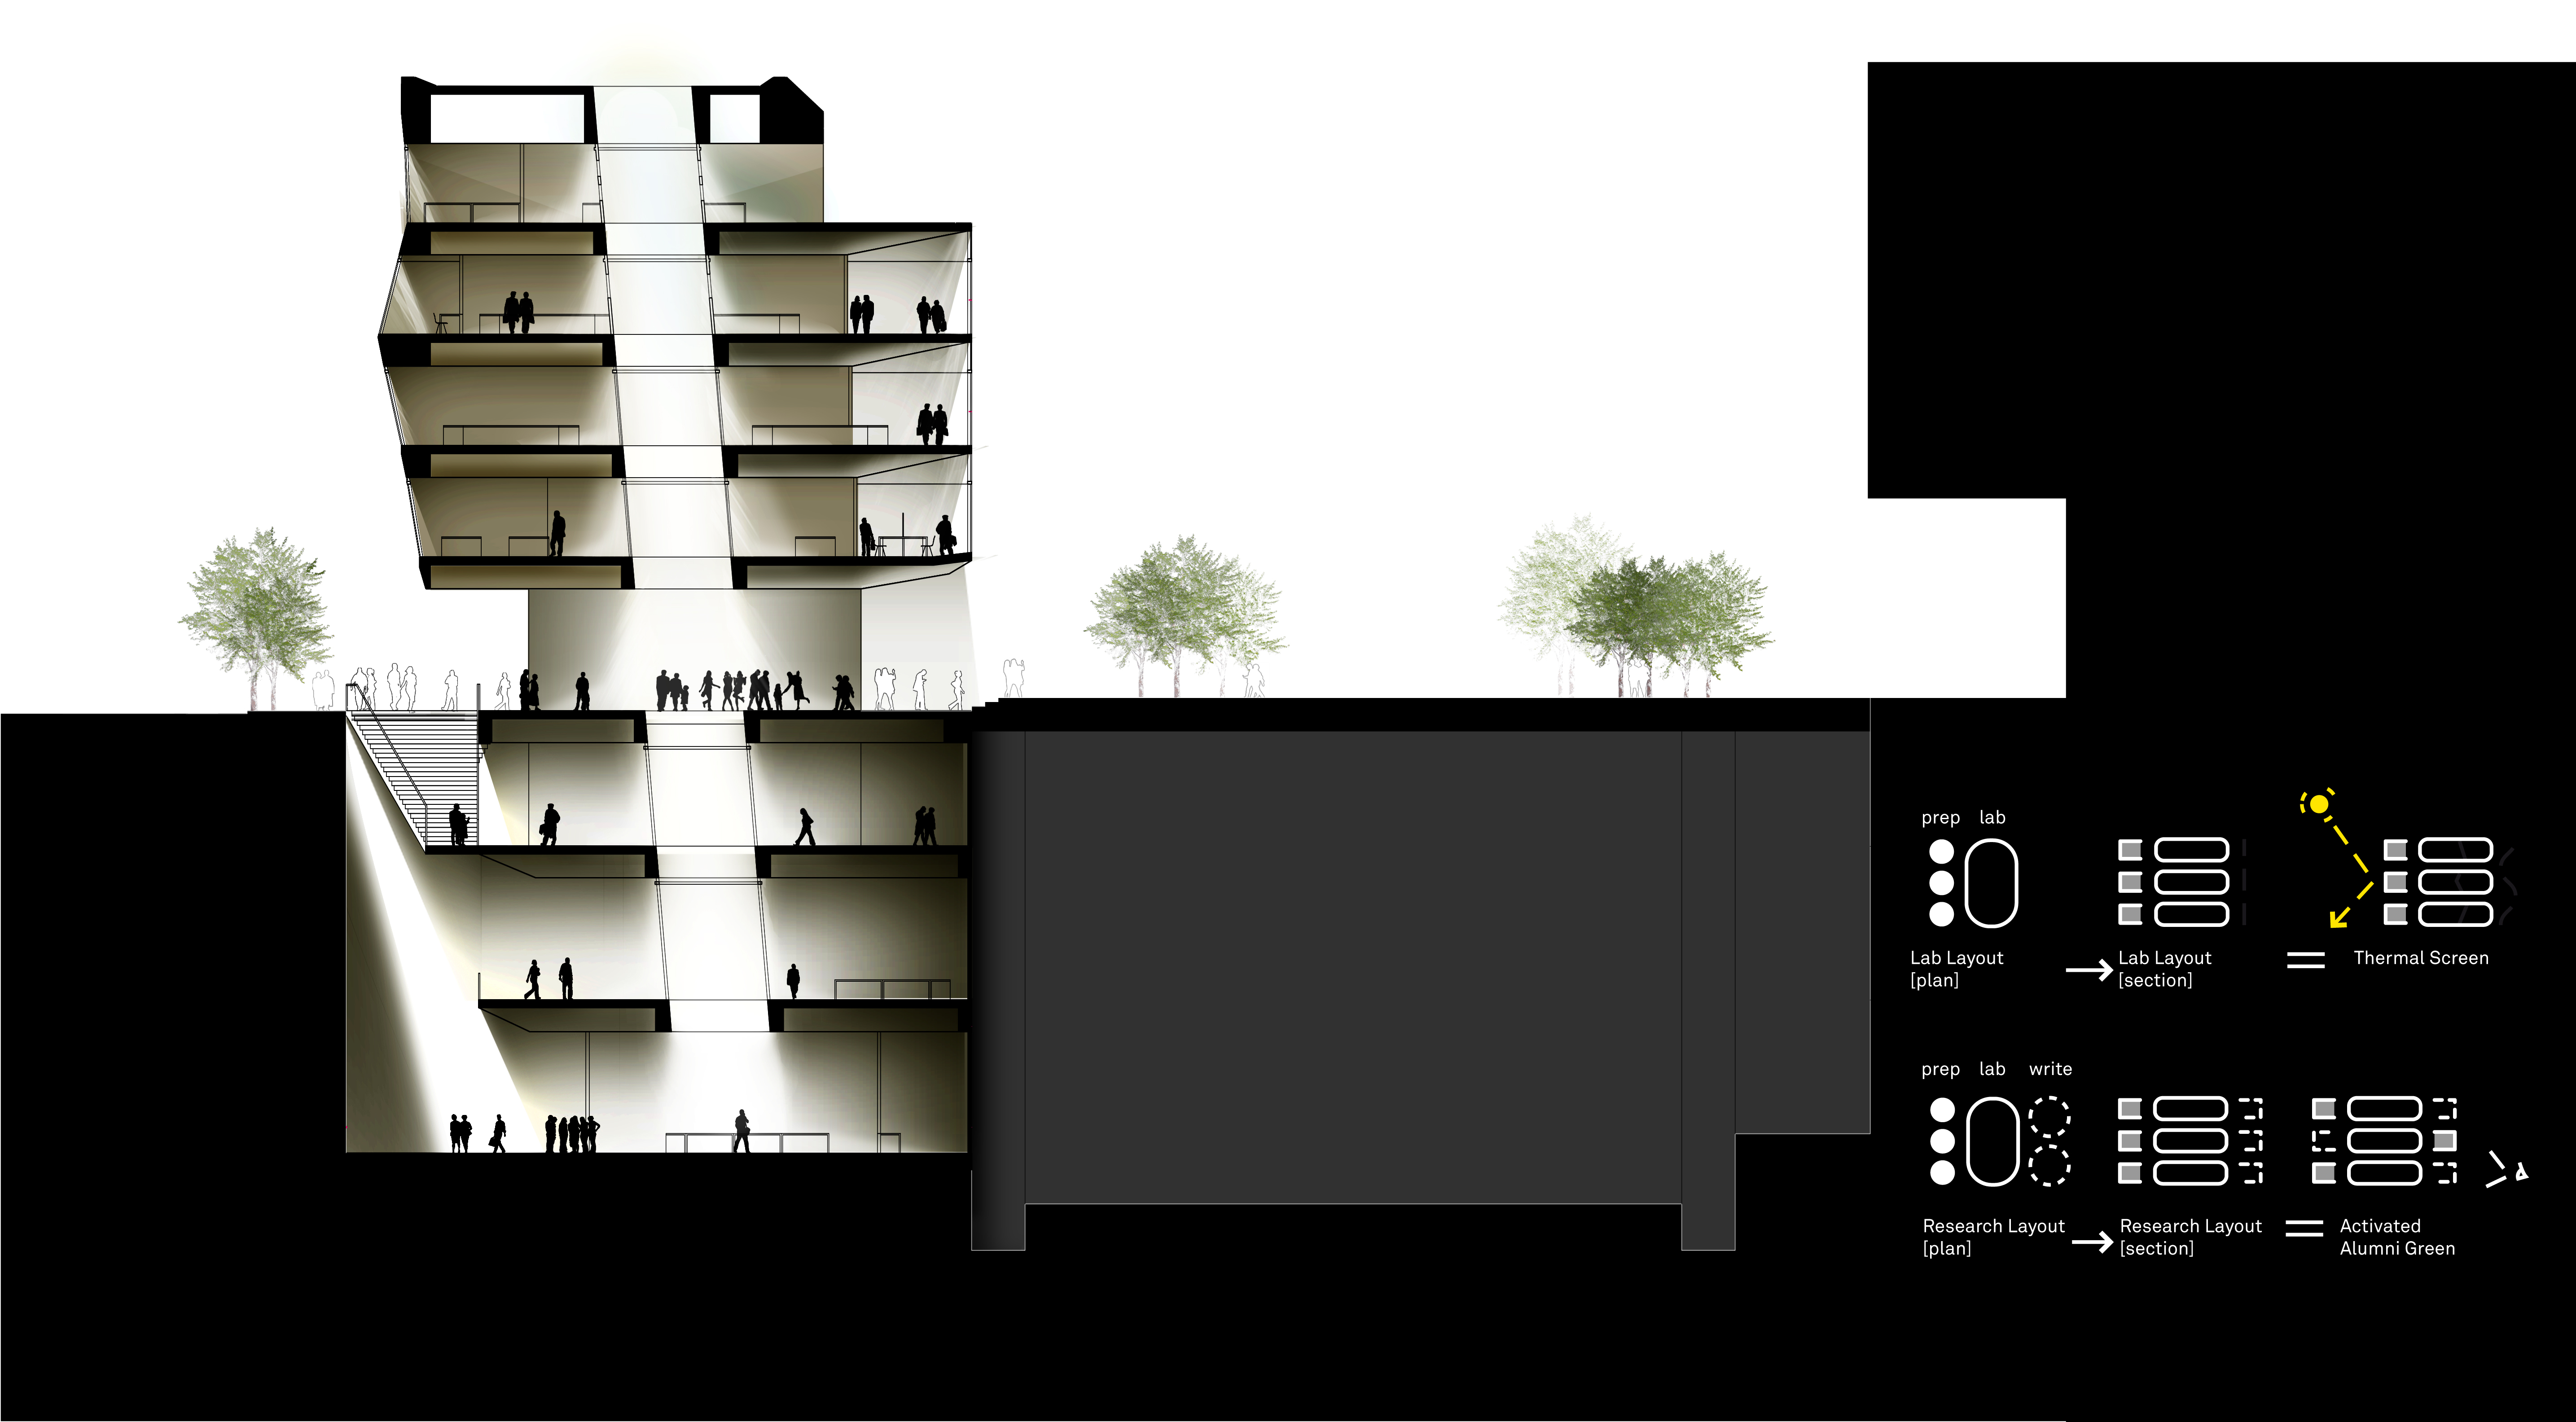 prep lab
Lab Layout
[plan]
Lab Layout
[section]
Thermal Screen
prep lab write
Research Layout
[plan]
Research Layout
[section]
Activated
Alumni Green